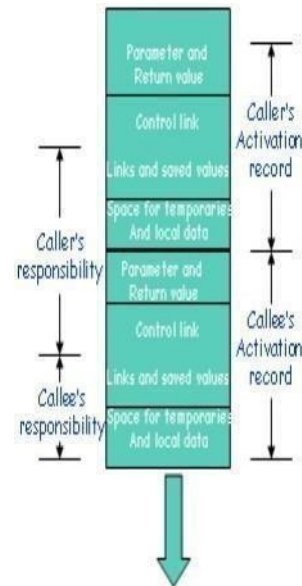 Parameter and
Return value
Control link
Links and saved values
Space for temporaries
And local data
Parameter and
Return value
Control link
Links and saved values
Space for temporaries
And local data
Caller's
responsibility
Callee's
responsibility
Caller's
Activation
record
Callee's
Activation
record